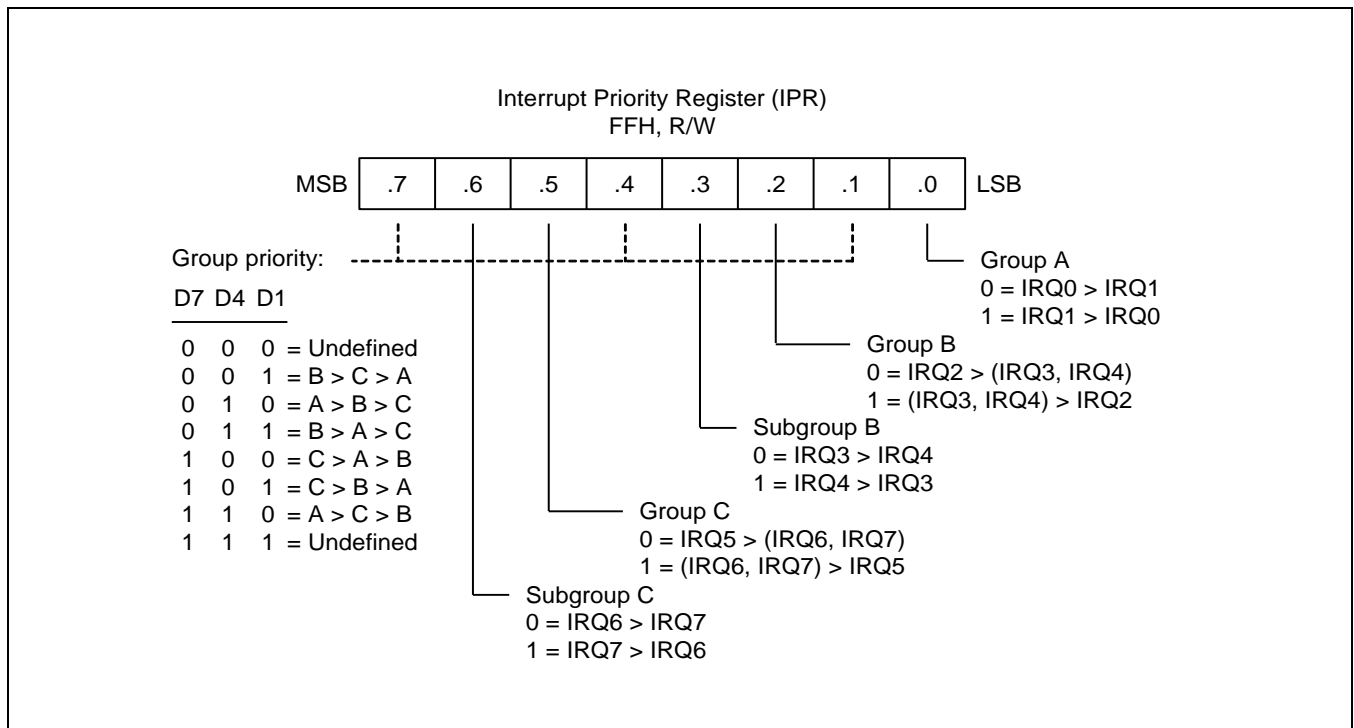 Interrupt Priority Register (IPR)
FFH, R/W
MSB .7 .6 .5 .4 .3 .2 .1 .0 LSB
Group priority:
D7 D4 D1
0 0 0 = Undefined
0 0 1 = B > C > A
0 1 0 = A > B > C
0 1 1 = B > A > C
1 0 0 = C > A > B
1 0 1 = C > B > A
1 1 0 = A > C > B
1 1 1 = Undefined
Group A
0 = IRQ0 > IRQ1
1 = IRQ1 > IRQ0
Group B
0 = IRQ2 > (IRQ3, IRQ4)
1 = (IRQ3, IRQ4) > IRQ2
Subgroup B
0 = IRQ3 > IRQ4
1 = IRQ4 > IRQ3
Group C
0 = IRQ5 > (IRQ6, IRQ7)
1 = (IRQ6, IRQ7) > IRQ5
Subgroup C
0 = IRQ6 > IRQ7
1 = IRQ7 > IRQ6